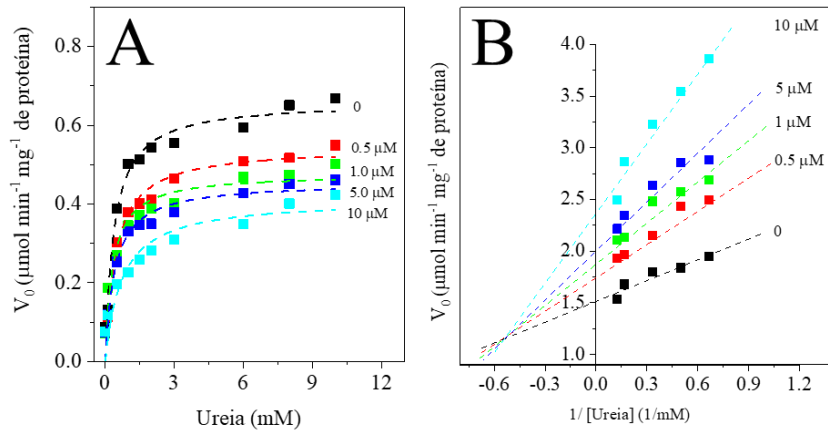 A
V₀ (μmol min⁻¹ mg⁻¹ de proteína)
0.8
0.6
0.4
0.2
0.0
0
0.5 μM
1.0 μM
5.0 μM
10 μM
0
3
6
9
12
Ureia (mM)
B
V₀ (μmol min⁻¹ mg⁻¹ de proteína)
4.0
3.5
3.0
2.5
2.0
1.5
1.0
10 μM
5 μM
1 μM
0.5 μM
0
-0.6
-0.3
0.0
0.3
0.6
0.9
1.2
1/ [Ureia] (1/mM)